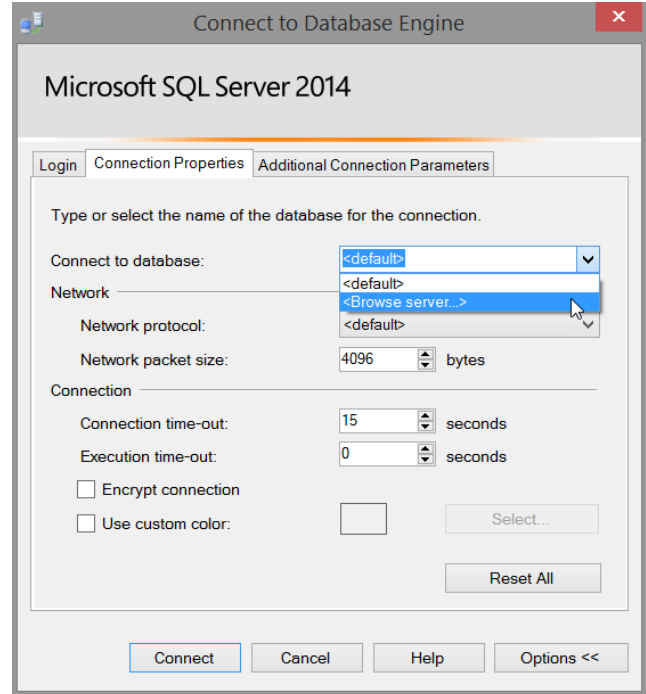 Connect to Database Engine
Microsoft SQL Server 2014
Login Connection Properties Additional Connection Parameters
Type or select the name of the database for the connection.
Connect to database: <default>
<default>
Network
<Browse server...>
Network protocol: <default>
Network packet size: 4096 bytes
Connection
Connection time-out: 15 seconds
Execution time-out: 0 seconds
Encrypt connection
Use custom color: Select...
Reset All
Connect Cancel Help Options <<